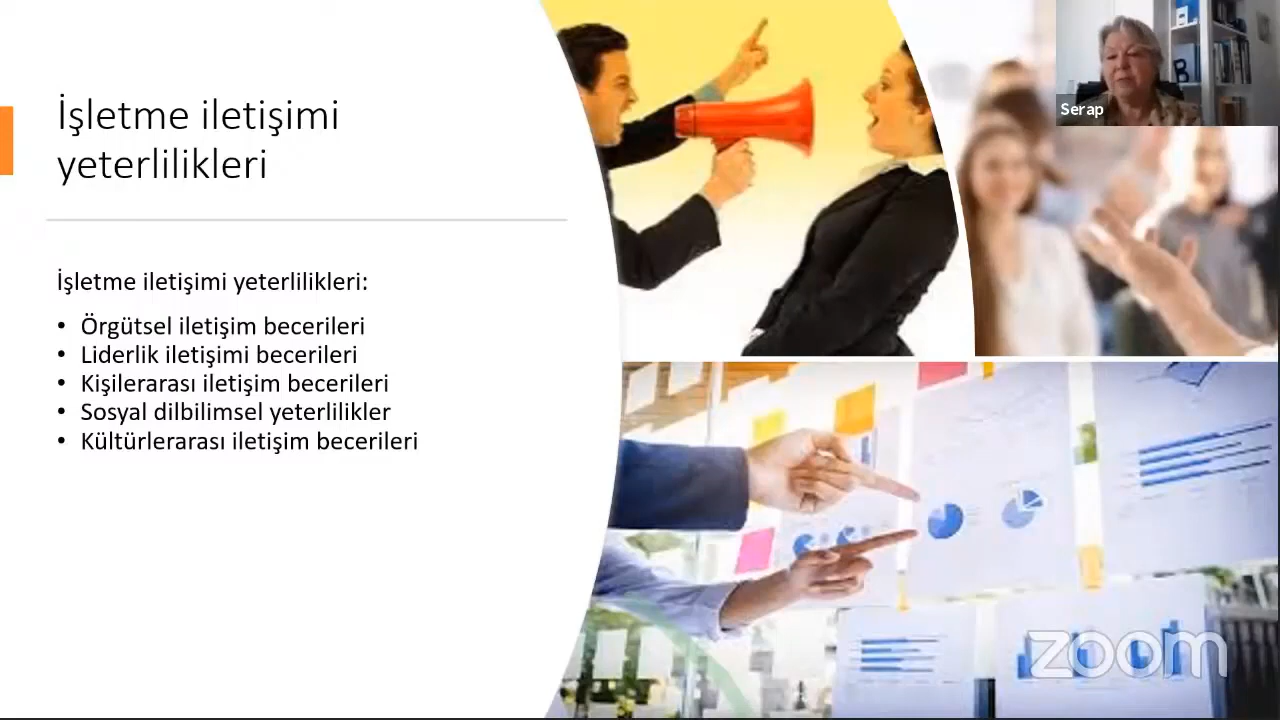 İşletme iletişimi
yeterlilikleri
İşletme iletişimi yeterlilikleri:
• Örgütsel iletişim becerileri
• Liderlik iletişimi becerileri
• Kişilerarası iletişim becerileri
• Sosyal dilbilimsel yeterlilikler
• Kültürlerarası iletişim becerileri
Serap
B
zoom